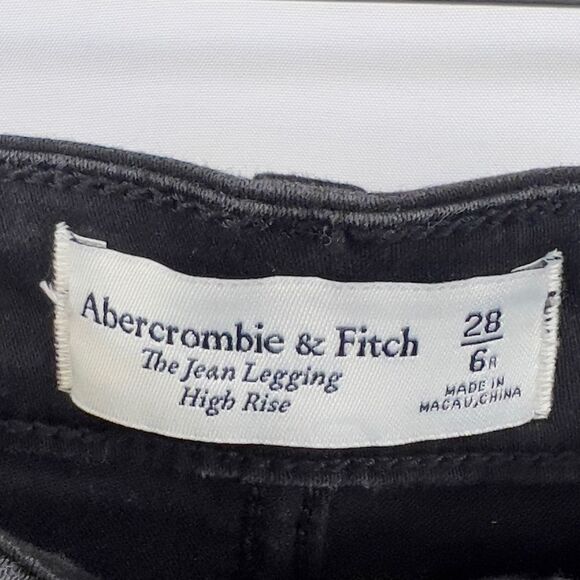 Abercrombie & Fitch
The Jean Legging
High Rise
28
6R
MADE IN
MACAU, CHINA